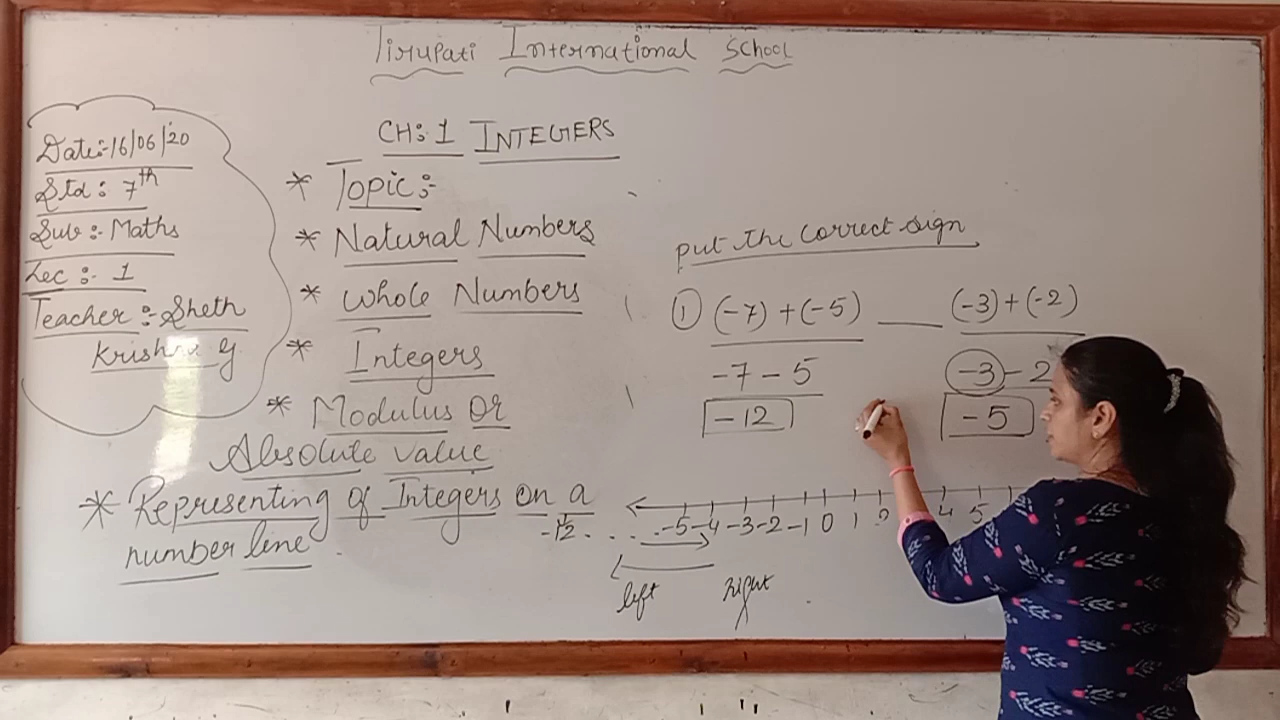 Tirupati International School
Date:-16/06/20
Std: 7th
Sub:- Maths
Lec:- 1
Teacher:- Sheth
Krishna G
CH: 1 INTEGERS
* Topic:-
* Natural Numbers
* Whole Numbers
* Integers
* Modulus Or
Absolute value
* Representing of Integers on a
number line
put the correct sign
① (-7) + (-5) ___ (-3) + (-2)
-7 - 5
-3 - 2
-12
-5
-12 . . . . -5 -4 -3 -2 -1 0 1 2 4 5
left right